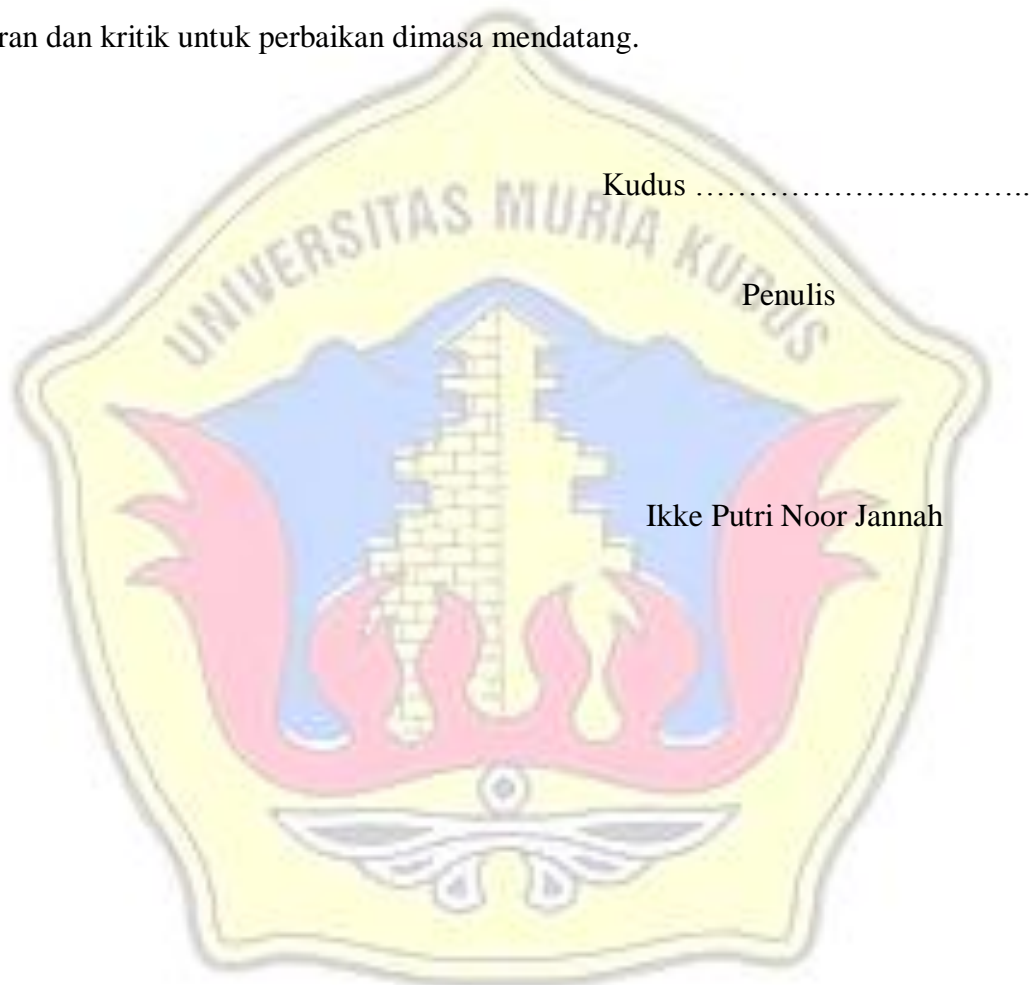 ran dan kritik untuk perbaikan dimasa mendatang.
Kudus …………………………..
UNIVERSITAS MURIA KUDUS
Penulis
Ikke Putri Noor Jannah